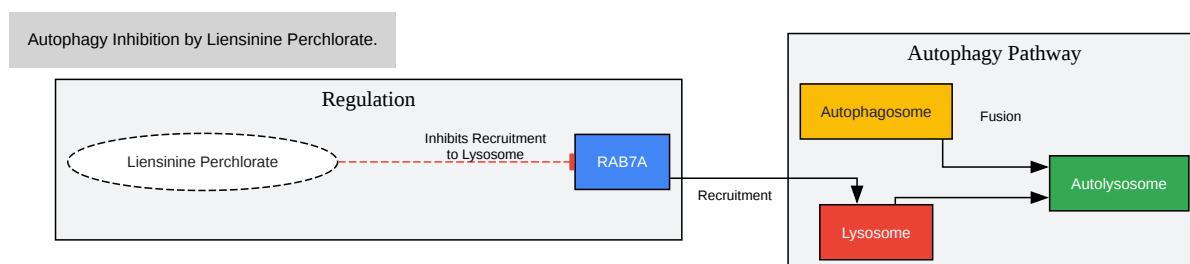 Autophagy Inhibition by Liensinine Perchlorate.
Regulation
Liensinine Perchlorate
Inhibits Recruitment
to Lysosome
RAB7A
Recruitment
Autophagy Pathway
Autophagosome
Fusion
Autolysosome
Lysosome